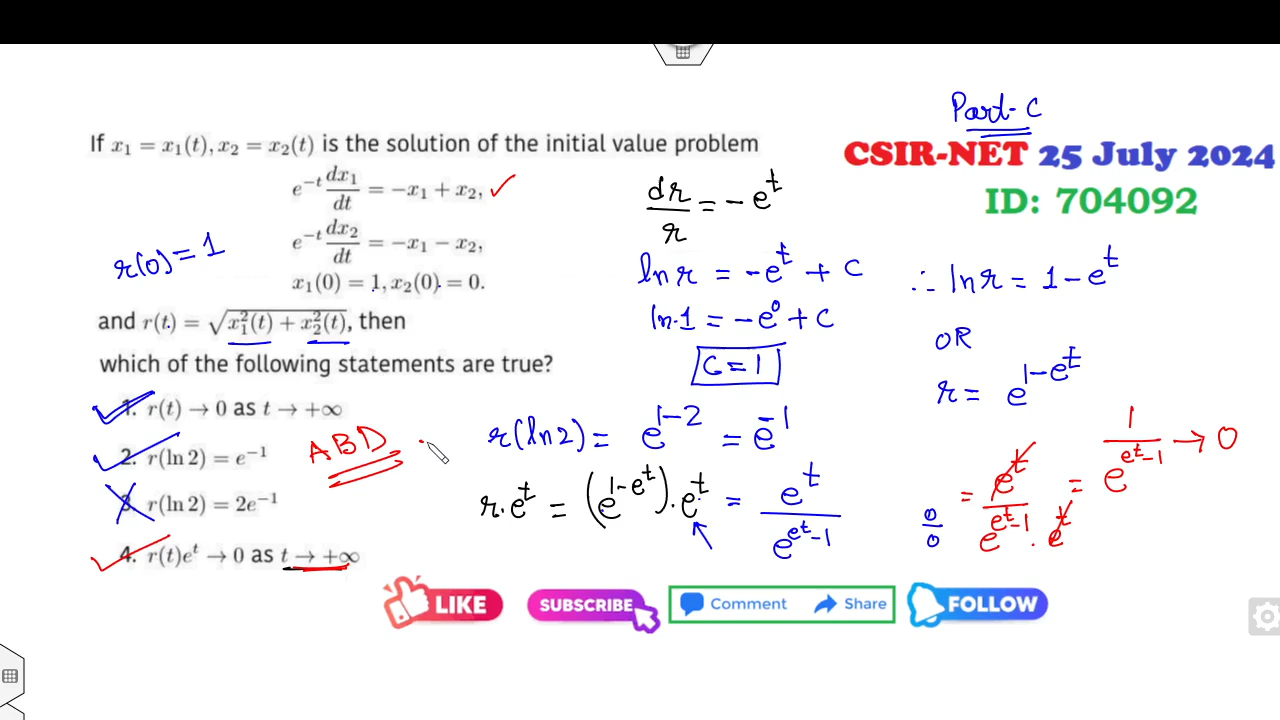 Part-C
CSIR-NET 25 July 2024
ID: 704092
If x₁ = x₁(t), x₂ = x₂(t) is the solution of the initial value problem
e^{-t} dx₁/dt = -x₁ + x₂, ✓
e^{-t} dx₂/dt = -x₁ - x₂,
x₁(0) = 1, x₂(0) = 0.
r(0) = 1
and r(t) = √(x₁²(t) + x₂²(t)), then
which of the following statements are true?
1. r(t) → 0 as t → +∞
2. r(ln 2) = e^{-1}
3. r(ln 2) = 2e^{-1}
4. r(t)e^t → 0 as t → +∞
ABD
dr/r = -e^t
ln r = -e^t + C
ln 1 = -e^0 + C
C = 1
∴ ln r = 1 - e^t
OR
r = e^{1-e^t}
r(ln 2) = e^{1-2} = e^{-1}
r·e^t = (e^{1-e^t})·e^t = e^t / e^{e^t-1}
0/0
= e^t / e^{e^t-1}·e^t = 1 / e^{e^t-1} → 0
LIKE
SUBSCRIBE
Comment
Share
FOLLOW